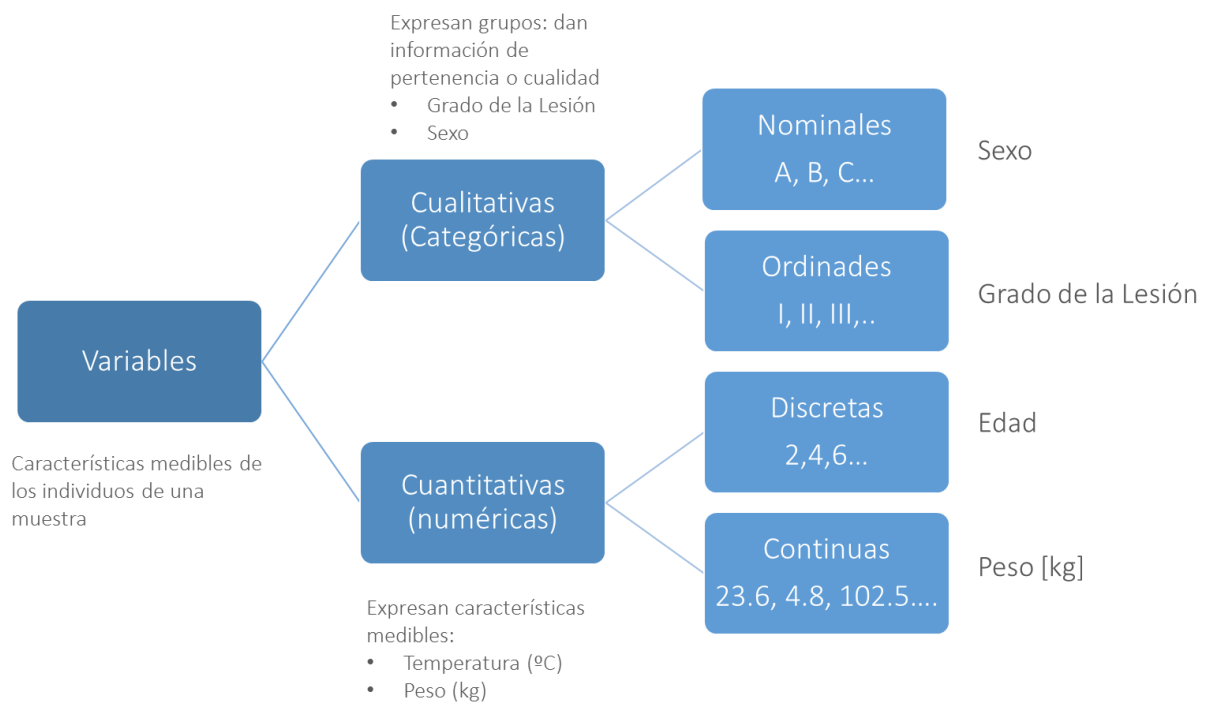 Expresan grupos: dan
información de
pertenencia o cualidad
• Grado de la Lesión
• Sexo
Nominales
A, B, C...
Sexo
Cualitativas
(Categóricas)
Ordinades
I, II, III,..
Grado de la Lesión
Variables
Discretas
2,4,6...
Edad
Características medibles de
los individuos de una
muestra
Cuantitativas
(numéricas)
Continuas
23.6, 4.8, 102.5....
Peso [kg]
Expresan características
medibles:
• Temperatura (ºC)
• Peso (kg)